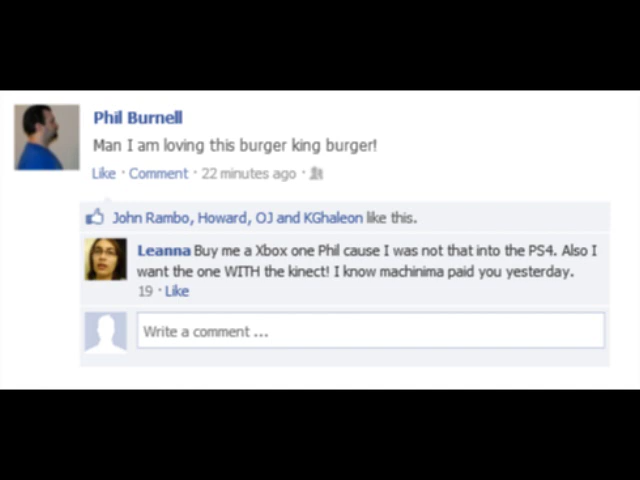 Phil Burnell
Man I am loving this burger king burger!
Like · Comment · 22 minutes ago ·
John Rambo, Howard, OJ and KGhaleon like this.
Leanna Buy me a Xbox one Phil cause I was not that into the PS4. Also I
want the one WITH the kinect! I know machinima paid you yesterday.
19 · Like
Write a comment ...